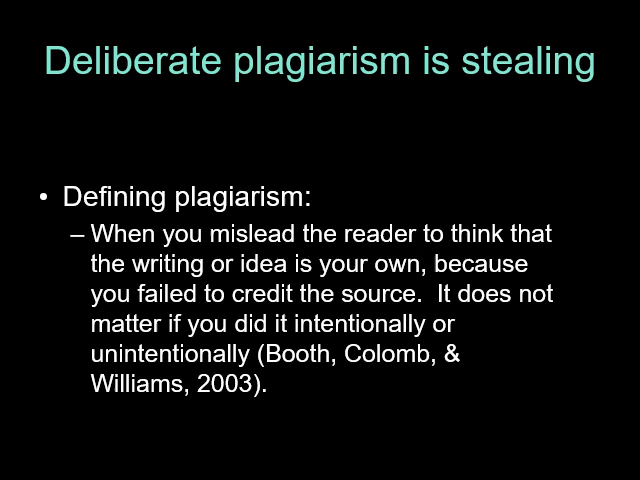 Deliberate plagiarism is stealing
• Defining plagiarism:
– When you mislead the reader to think that
the writing or idea is your own, because
you failed to credit the source.  It does not
matter if you did it intentionally or
unintentionally (Booth, Colomb, &
Williams, 2003).